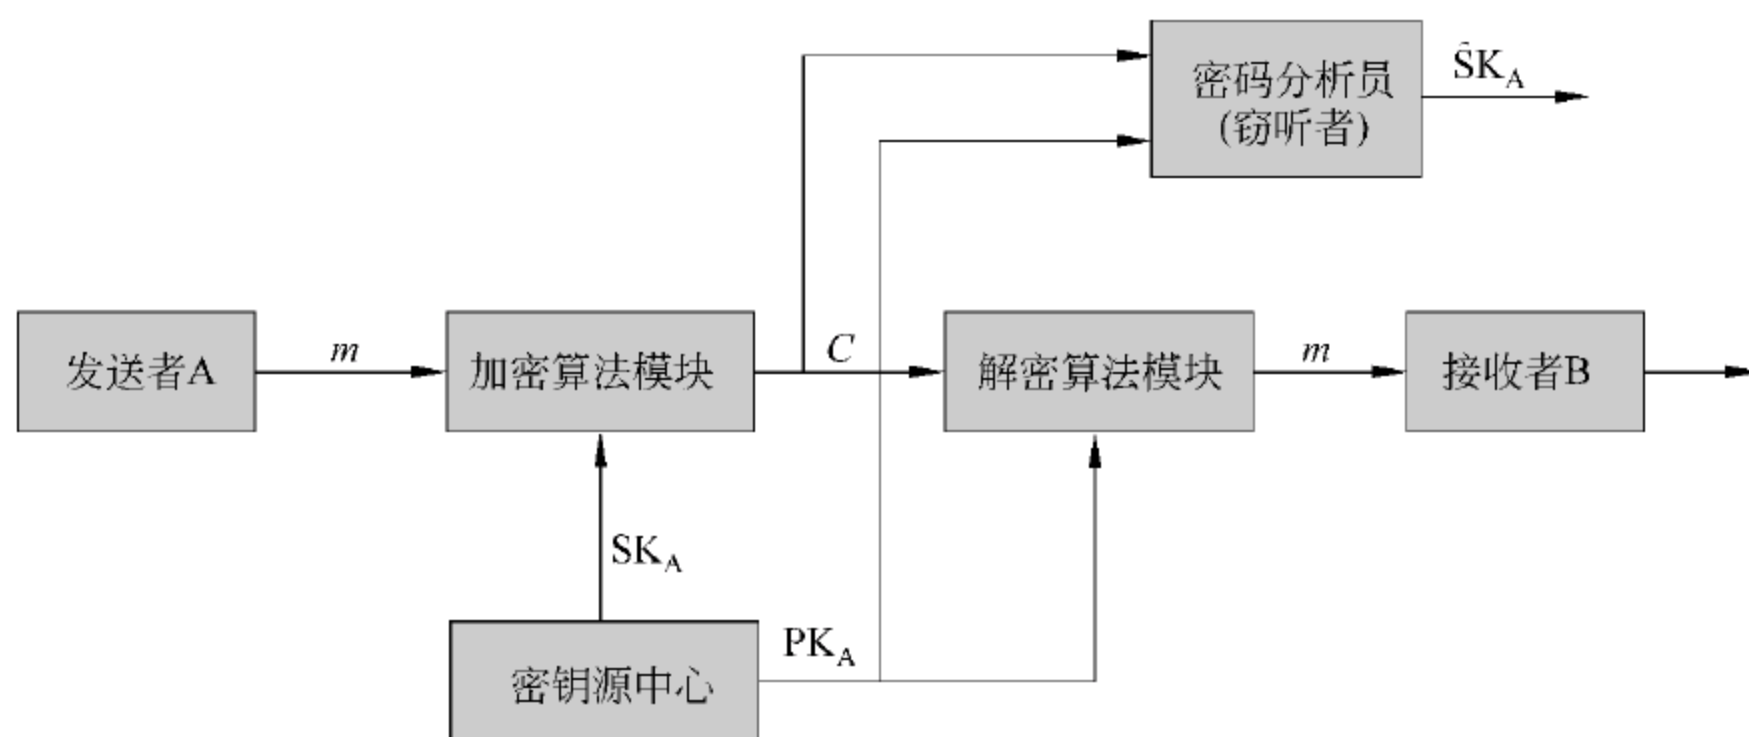 密码分析员
(窃听者)
ŜK_A
发送者A
m
加密算法模块
C
解密算法模块
m
接收者B
SK_A
PK_A
密钥源中心